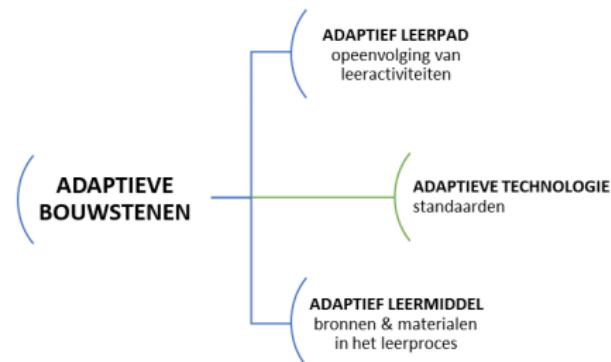 ADAPTIEF LEERPAD
opeenvolging van
leeractiviteiten
ADAPTIEVE
BOUWSTENEN
ADAPTIEVE TECHNOLOGIE
standaarden
ADAPTIEF LEERMIDDEL
bronnen & materialen
in het leerproces